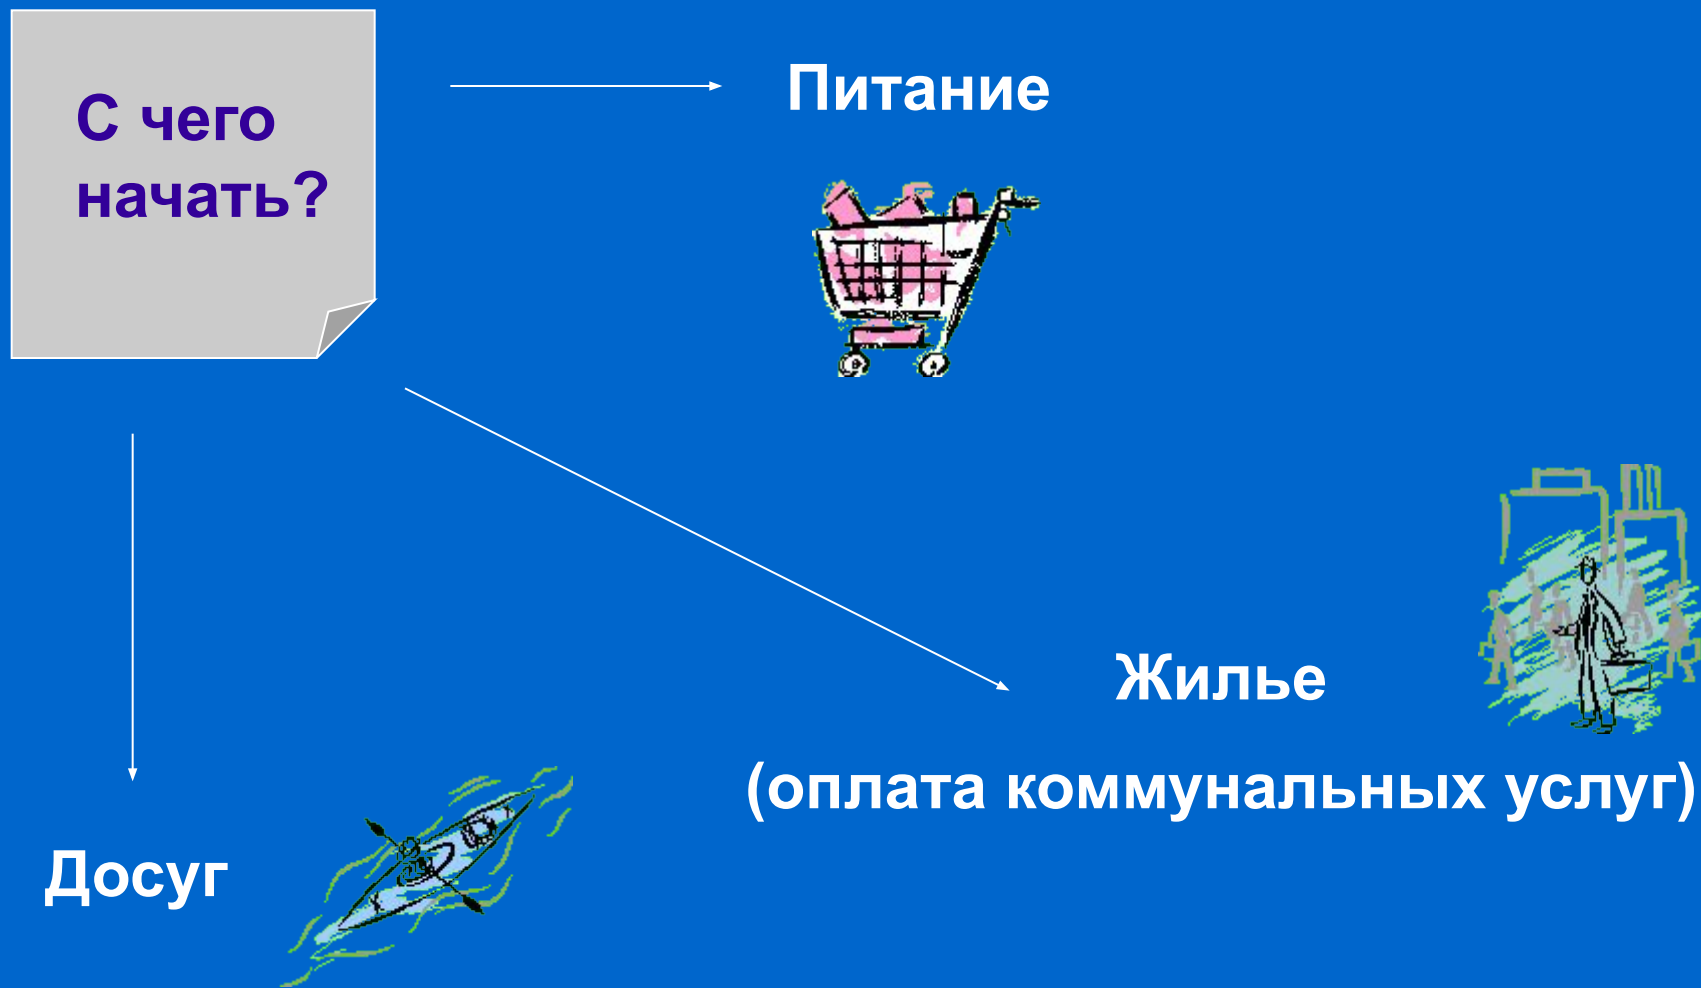 С чего
начать?
Питание
Жилье
(оплата коммунальных услуг)
Досуг